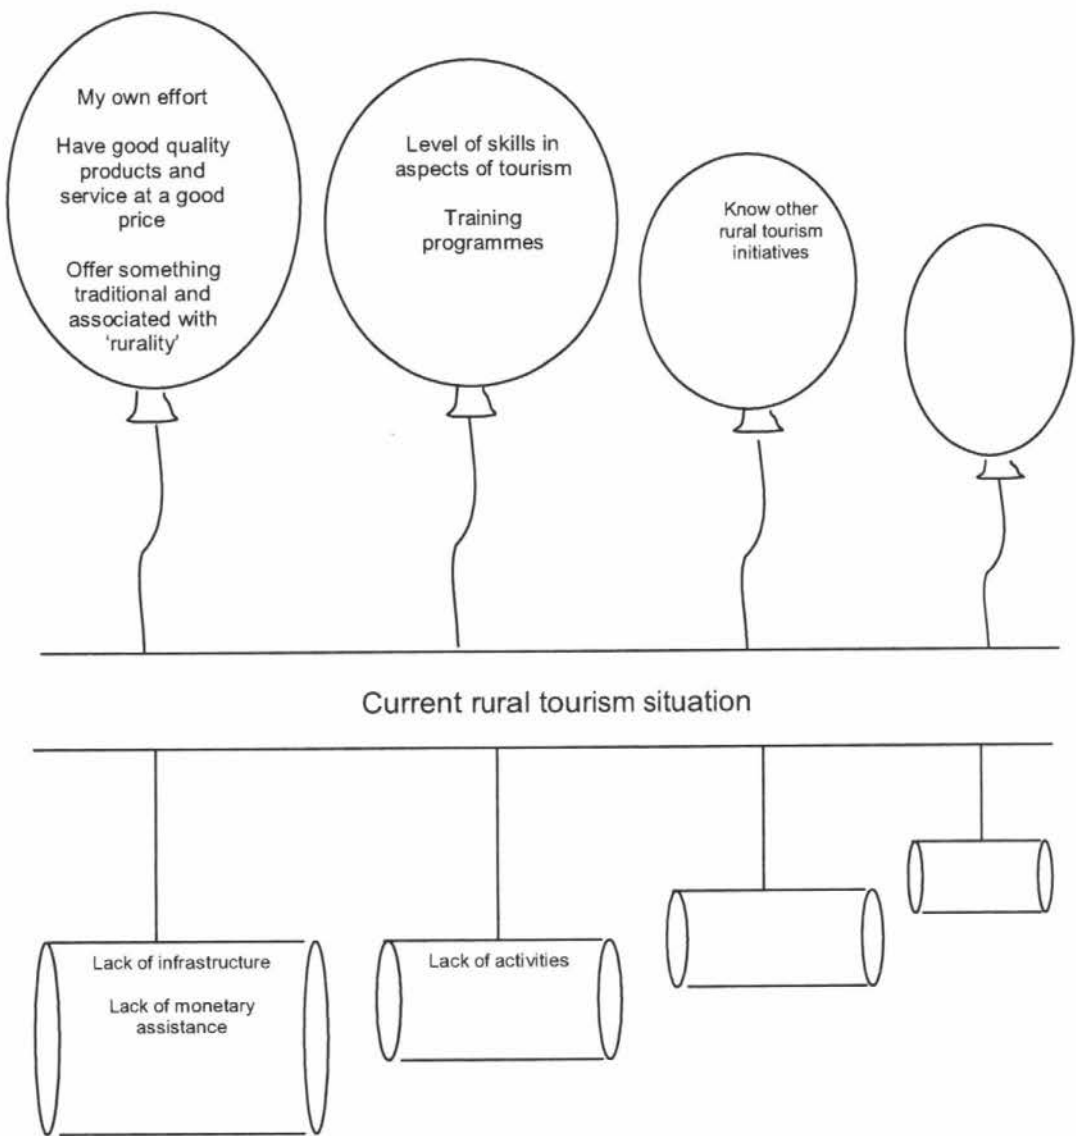 My own effort
Have good quality
products and
service at a good
price
Offer something
traditional and
associated with
‘rurality’
Level of skills in
aspects of tourism
Training
programmes
Know other
rural tourism
initiatives
Current rural tourism situation
Lack of infrastructure
Lack of monetary
assistance
Lack of activities